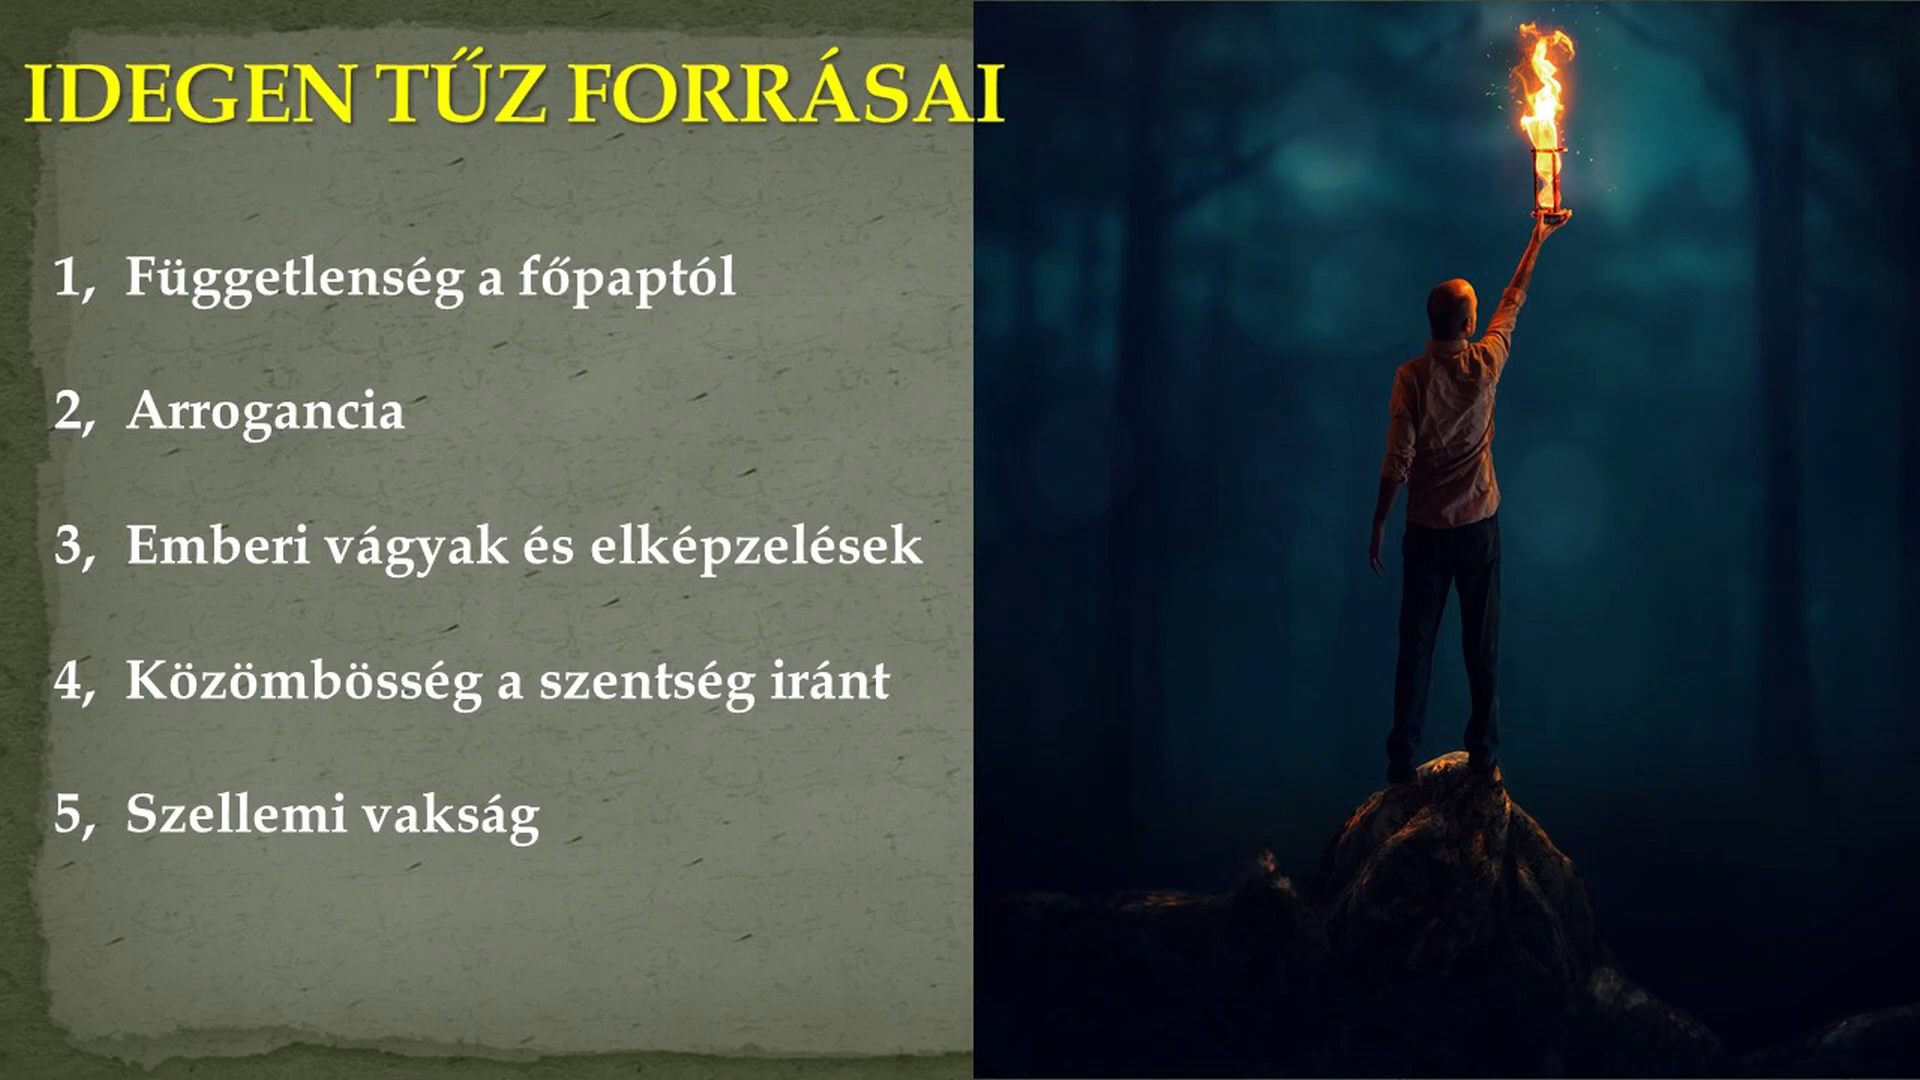 IDEGEN TŰZ FORRÁSAI
1, Függetlenség a főpaptól
2, Arrogancia
3, Emberi vágyak és elképzelések
4, Közömbösség a szentség iránt
5, Szellemi vakság